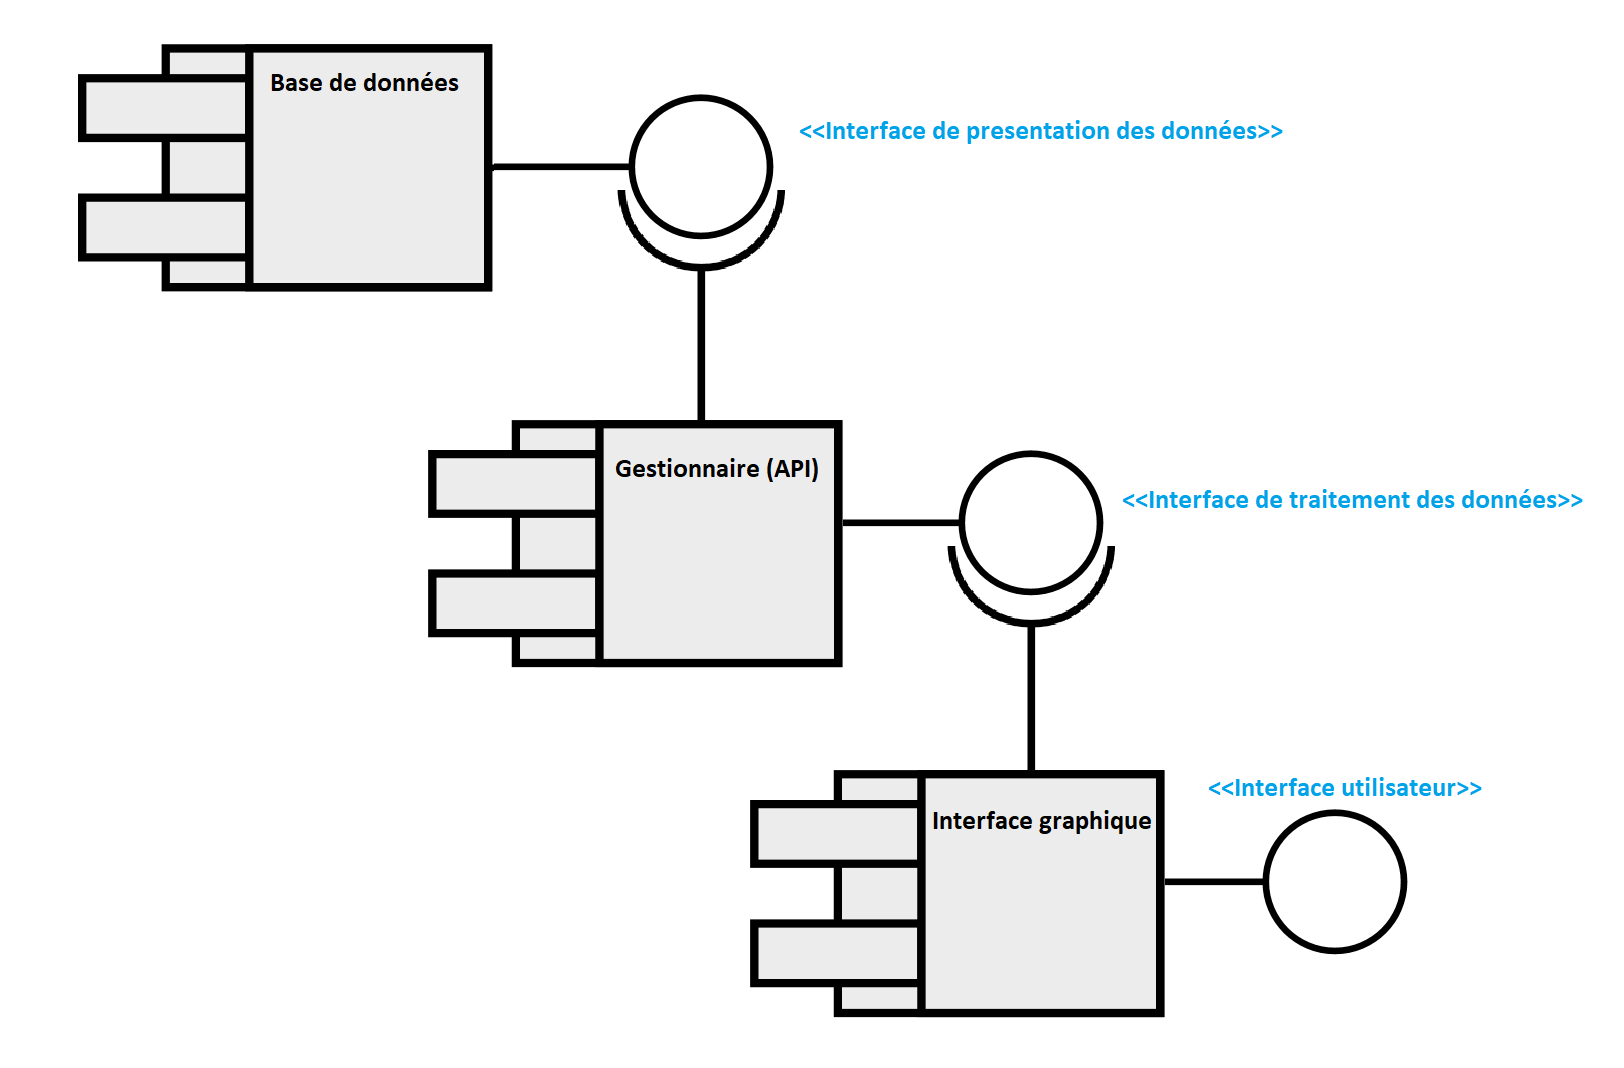 Base de données
<<Interface de presentation des données>>
Gestionnaire (API)
<<Interface de traitement des données>>
<<Interface utilisateur>>
Interface graphique